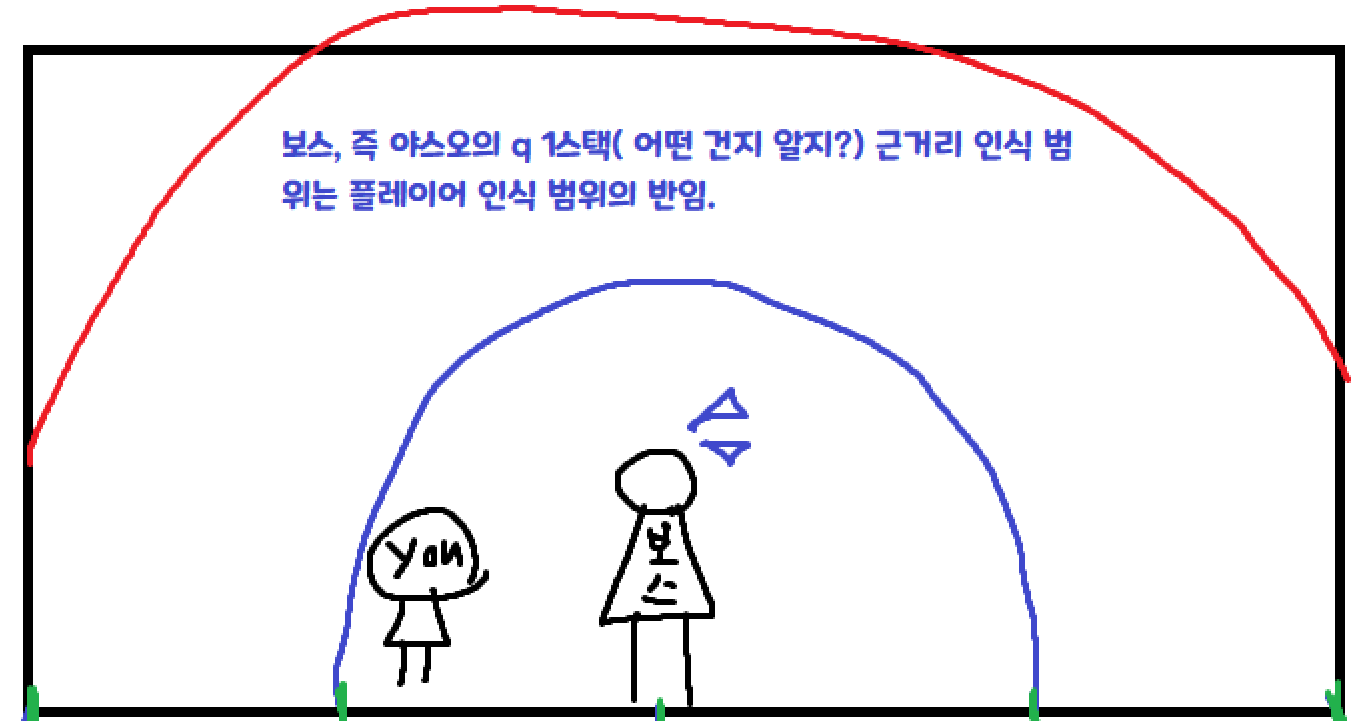 보스, 즉 야스오의 q 1스택( 어떤 건지 알지?) 근거리 인식 범
위는 플레이어 인식 범위의 반임.
You
보
스